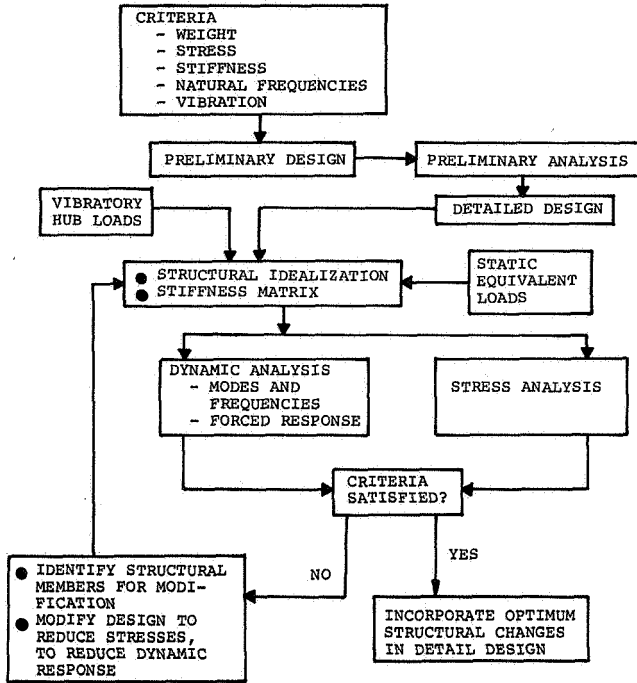 CRITERIA
- WEIGHT
- STRESS
- STIFFNESS
- NATURAL FREQUENCIES
- VIBRATION
PRELIMINARY DESIGN
PRELIMINARY ANALYSIS
VIBRATORY
HUB LOADS
DETAILED DESIGN
● STRUCTURAL IDEALIZATION
● STIFFNESS MATRIX
STATIC
EQUIVALENT
LOADS
DYNAMIC ANALYSIS
- MODES AND
FREQUENCIES
- FORCED RESPONSE
STRESS ANALYSIS
CRITERIA
SATISFIED?
NO
YES
● IDENTIFY STRUCTURAL
MEMBERS FOR MODI-
FICATION
● MODIFY DESIGN TO
REDUCE STRESSES,
TO REDUCE DYNAMIC
RESPONSE
INCORPORATE OPTIMUM
STRUCTURAL CHANGES
IN DETAIL DESIGN